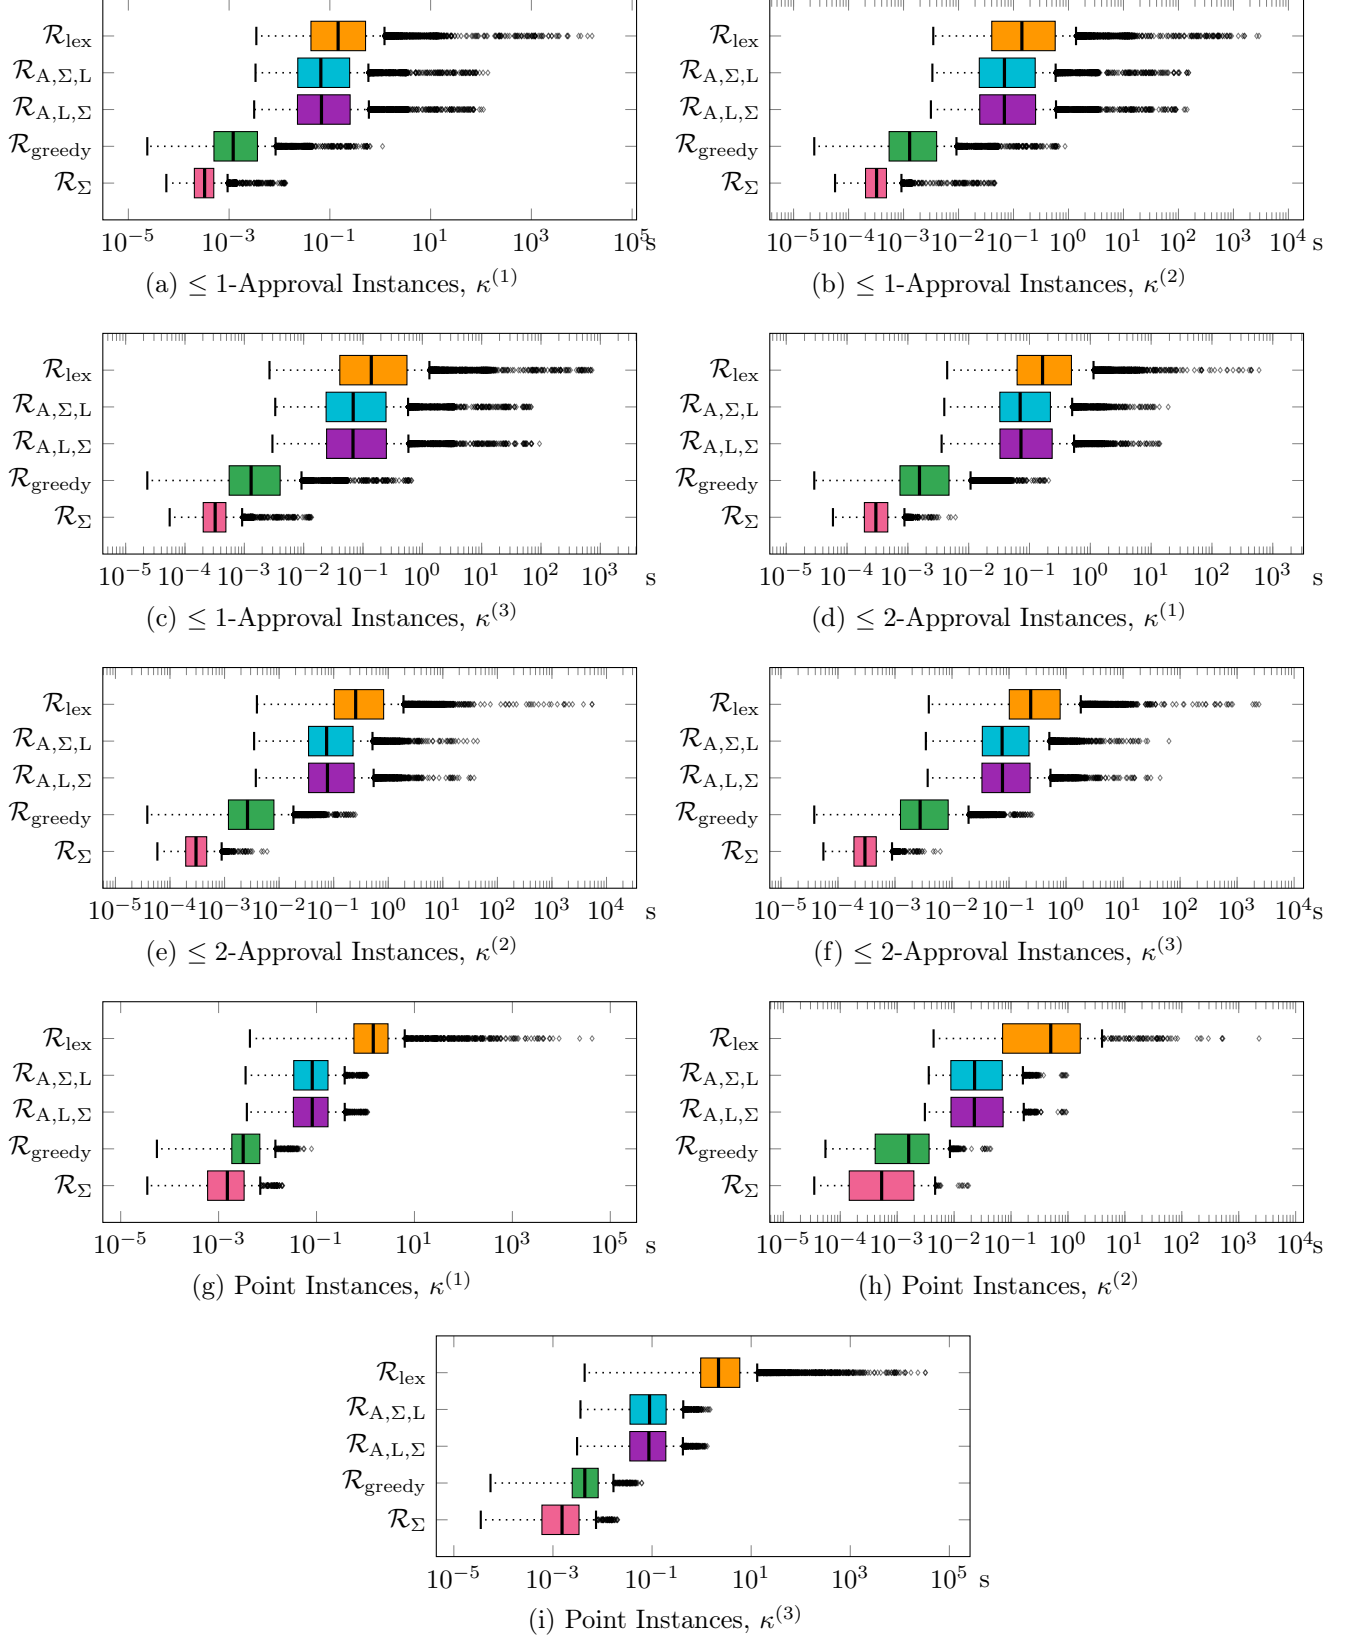 ℛ_lex
ℛ_A,Σ,L
ℛ_A,L,Σ
ℛ_greedy
ℛ_Σ
10^−5 10^−3 10^−1 10^1 10^3 10^5 s
(a) ≤ 1-Approval Instances, κ^(1)
ℛ_lex
ℛ_A,Σ,L
ℛ_A,L,Σ
ℛ_greedy
ℛ_Σ
10^−5 10^−4 10^−3 10^−2 10^−1 10^0 10^1 10^2 10^3 10^4 s
(b) ≤ 1-Approval Instances, κ^(2)
ℛ_lex
ℛ_A,Σ,L
ℛ_A,L,Σ
ℛ_greedy
ℛ_Σ
10^−5 10^−4 10^−3 10^−2 10^−1 10^0 10^1 10^2 10^3 s
(c) ≤ 1-Approval Instances, κ^(3)
ℛ_lex
ℛ_A,Σ,L
ℛ_A,L,Σ
ℛ_greedy
ℛ_Σ
10^−5 10^−4 10^−3 10^−2 10^−1 10^0 10^1 10^2 10^3 s
(d) ≤ 2-Approval Instances, κ^(1)
ℛ_lex
ℛ_A,Σ,L
ℛ_A,L,Σ
ℛ_greedy
ℛ_Σ
10^−5 10^−4 10^−3 10^−2 10^−1 10^0 10^1 10^2 10^3 10^4 s
(e) ≤ 2-Approval Instances, κ^(2)
ℛ_lex
ℛ_A,Σ,L
ℛ_A,L,Σ
ℛ_greedy
ℛ_Σ
10^−5 10^−4 10^−3 10^−2 10^−1 10^0 10^1 10^2 10^3 10^4 s
(f) ≤ 2-Approval Instances, κ^(3)
ℛ_lex
ℛ_A,Σ,L
ℛ_A,L,Σ
ℛ_greedy
ℛ_Σ
10^−5 10^−3 10^−1 10^1 10^3 10^5 s
(g) Point Instances, κ^(1)
ℛ_lex
ℛ_A,Σ,L
ℛ_A,L,Σ
ℛ_greedy
ℛ_Σ
10^−5 10^−4 10^−3 10^−2 10^−1 10^0 10^1 10^2 10^3 10^4 s
(h) Point Instances, κ^(2)
ℛ_lex
ℛ_A,Σ,L
ℛ_A,L,Σ
ℛ_greedy
ℛ_Σ
10^−5 10^−3 10^−1 10^1 10^3 10^5 s
(i) Point Instances, κ^(3)